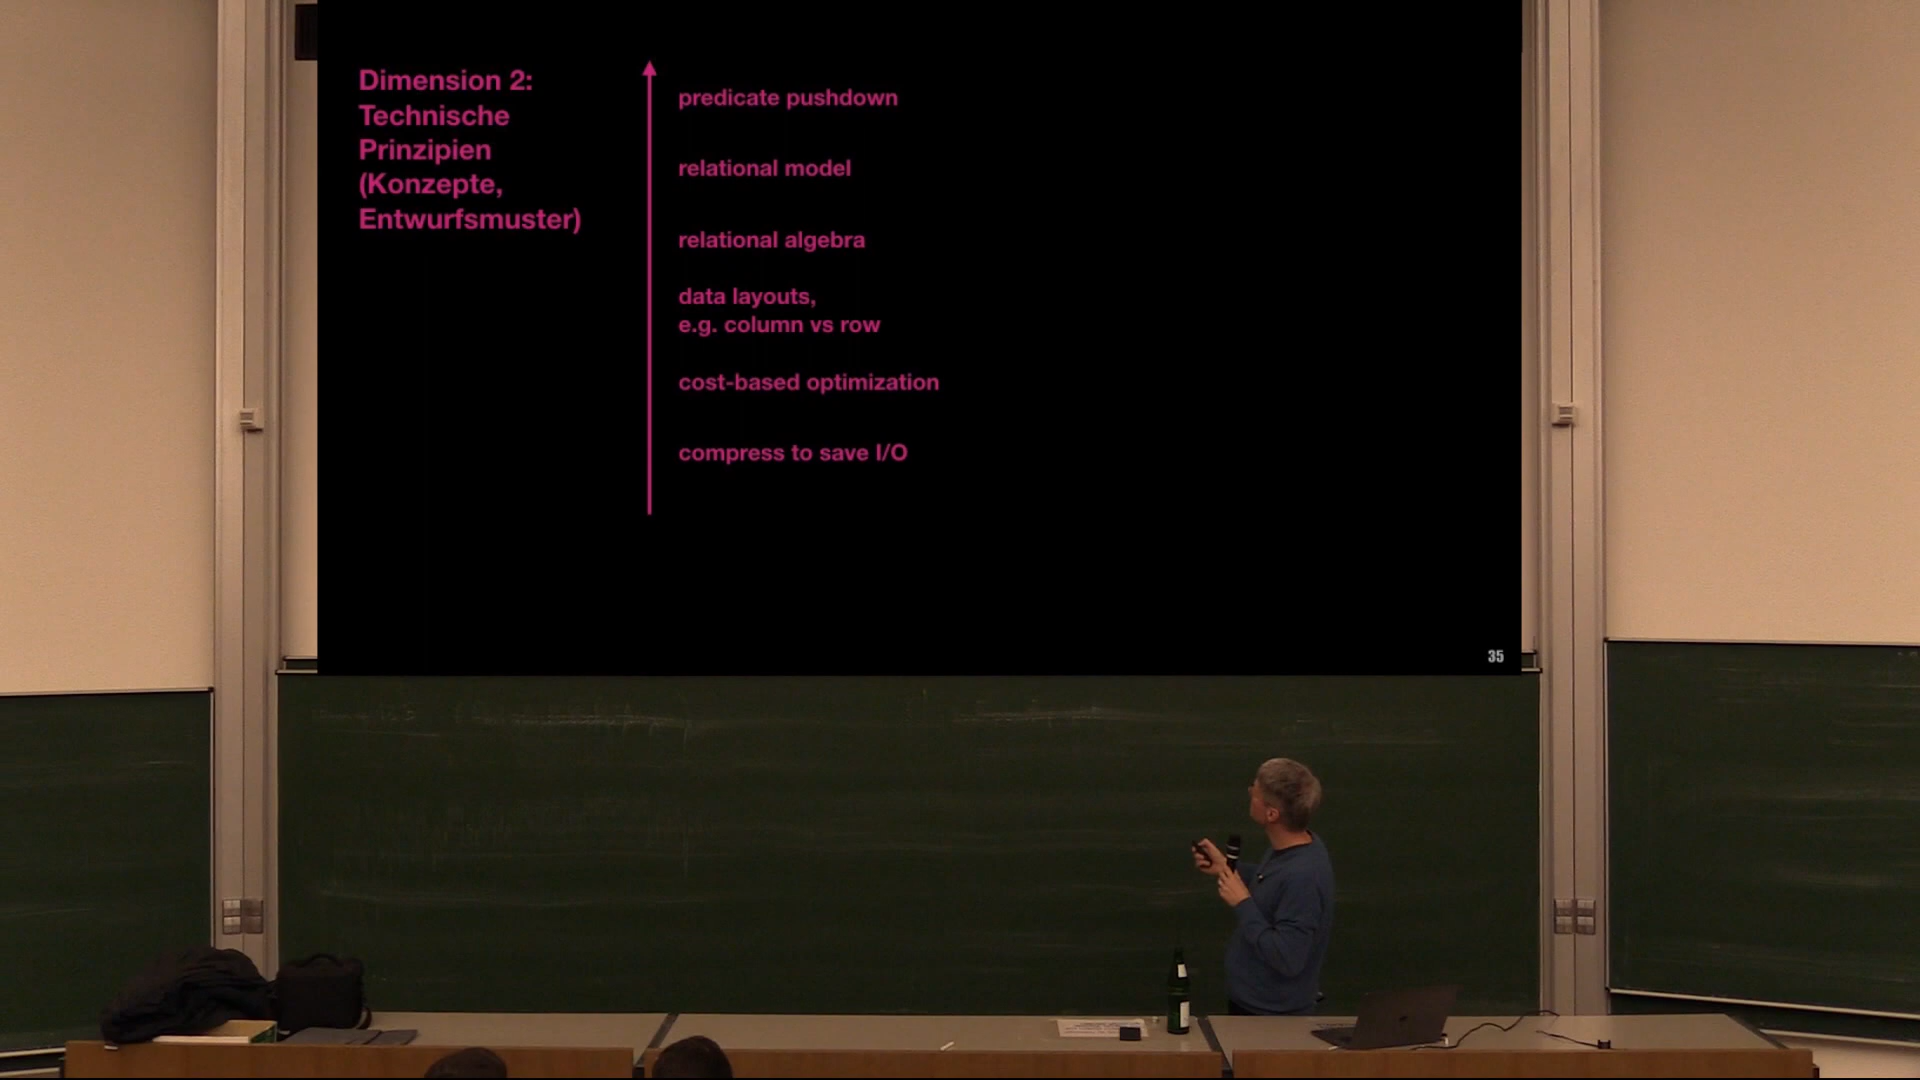 Dimension 2:
Technische
Prinzipien
(Konzepte,
Entwurfsmuster)
predicate pushdown
relational model
relational algebra
data layouts,
e.g. column vs row
cost-based optimization
compress to save I/O
35